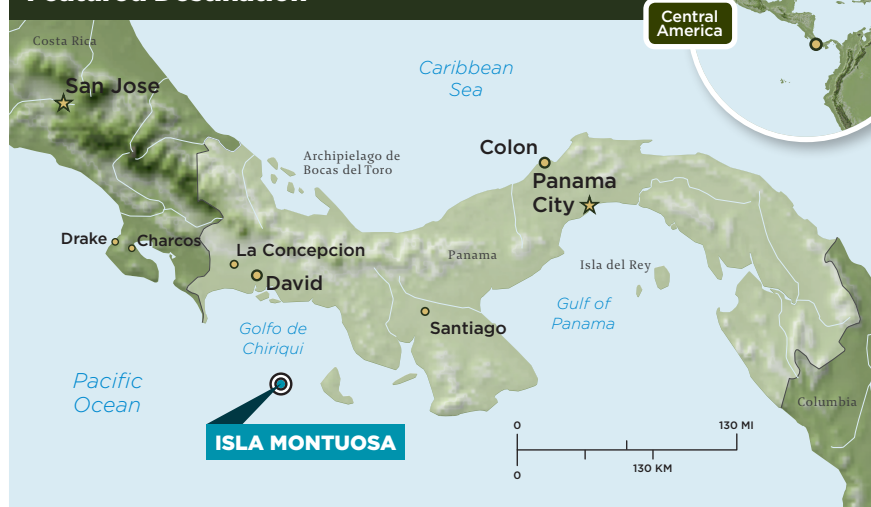 Featured Destination
Central
America
Costa Rica
San Jose
Caribbean
Sea
Archipielago de
Bocas del Toro
Colon
Panama
City
Drake
Charcos
La Concepcion
David
Panama
Isla del Rey
Santiago
Golfo de
Chiriqui
Gulf of
Panama
Pacific
Ocean
ISLA MONTUOSA
Columbia
0
130 MI
0
130 KM